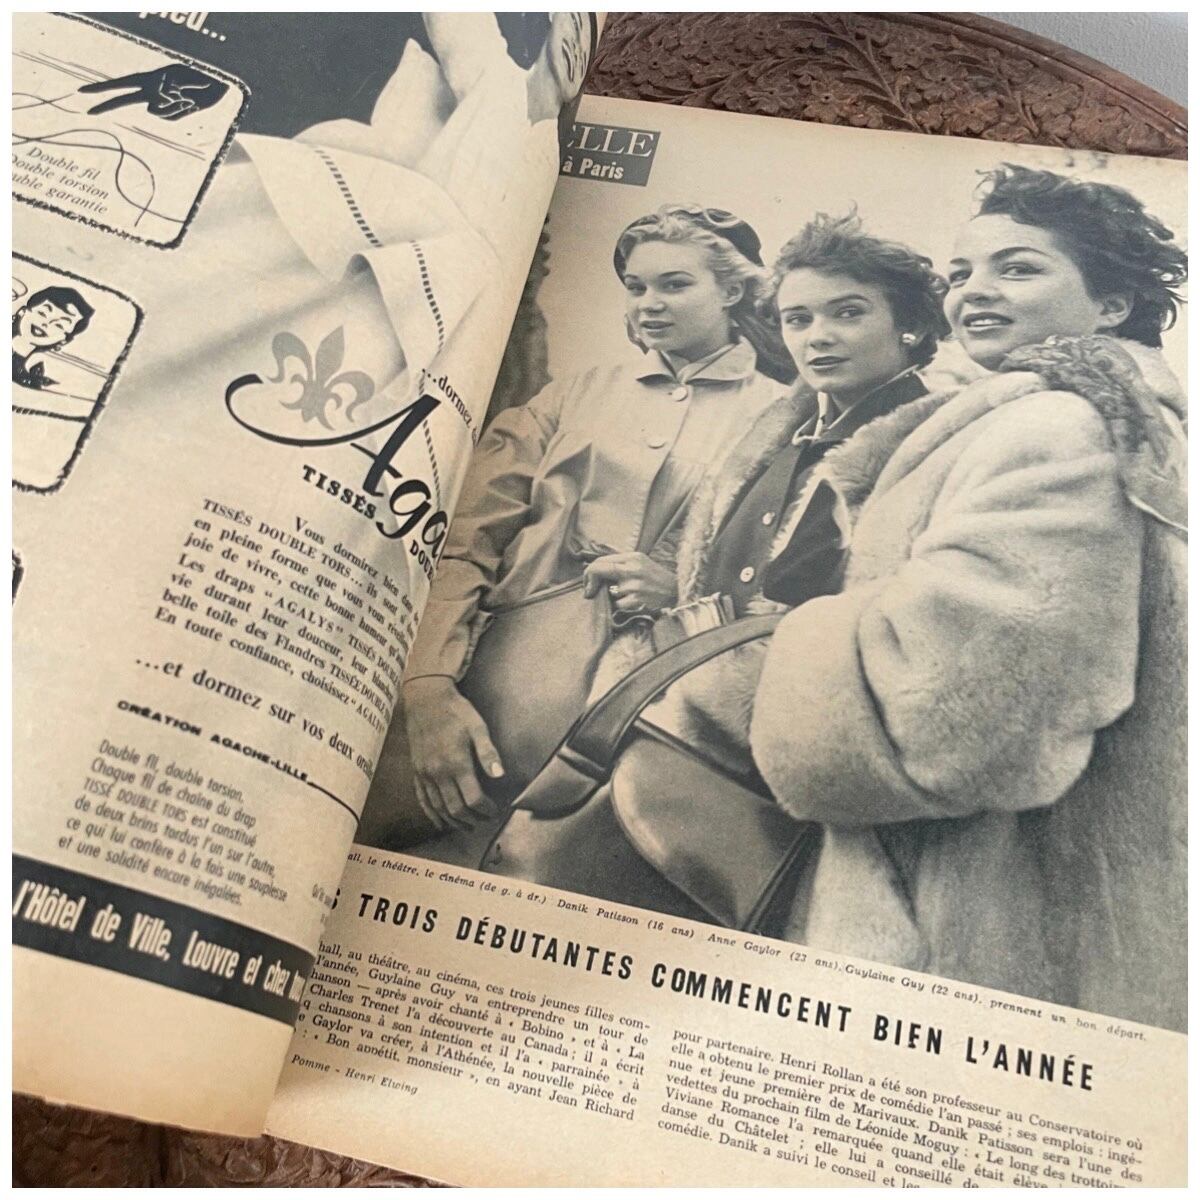 pied...
Double fil
Double torsion
double garantie
...dormez
Aga
TISSÉS
DOUB
Vous dormirez bien dans
TISSÉS DOUBLE TORS... ils sont si
en pleine forme que vous vous
joie de vivre, cette bonne humeur
Les draps "AGALYS" TISSÉS DOUBLE
vie durant leur douceur, leur
belle toile des Flandres TISSÉE DOUBLE
En toute confiance, choisissez "AGALYS"
...et dormez sur vos deux
CRÉATION AGACHE-LILLE
Double fil, double torsion,
Chaque fil de chaîne du drap
TISSÉ DOUBLE TORS est constitué
de deux brins tordus l'un sur l'autre,
ce qui lui confère à la fois une souplesse
et une solidité encore inégalées.
l'Hôtel de Ville, Louvre et chez
ELLE
à Paris
all, le théâtre, le cinéma (de g. à dr.) Danik Patisson (16 ans) Anne Gaylor (23 ans), Guylaine Guy (22 ans), prennent un bon départ.
S TROIS DÉBUTANTES COMMENCENT BIEN L'ANNÉE
hall, au théâtre, au cinéma, ces trois jeunes filles com-
l'année, Guylaine Guy va entreprendre un tour de
hanson — après avoir chanté à « Bobino » et à « La
Charles Trenet l'a découverte au Canada ; il a écrit
q chansons à son intention et il l'a « parrainée » à
e Gaylor va créer, à l'Athénée, la nouvelle pièce de
: « Bon appétit, monsieur », en ayant Jean Richard
Pomme - Henri Elwing
pour partenaire. Henri Rollan a été son professeur au Conservatoire où
elle a obtenu le premier prix de comédie l'an passé ; ses emplois : ingé-
nue et jeune première de Marivaux. Danik Patisson sera l'une des
vedettes du prochain film de Léonide Moguy : « Le long des trottoirs
Viviane Romance l'a remarquée quand elle était élève
danse du Châtelet ; elle lui a conseillé de
comédie. Danik a suivi le conseil et les